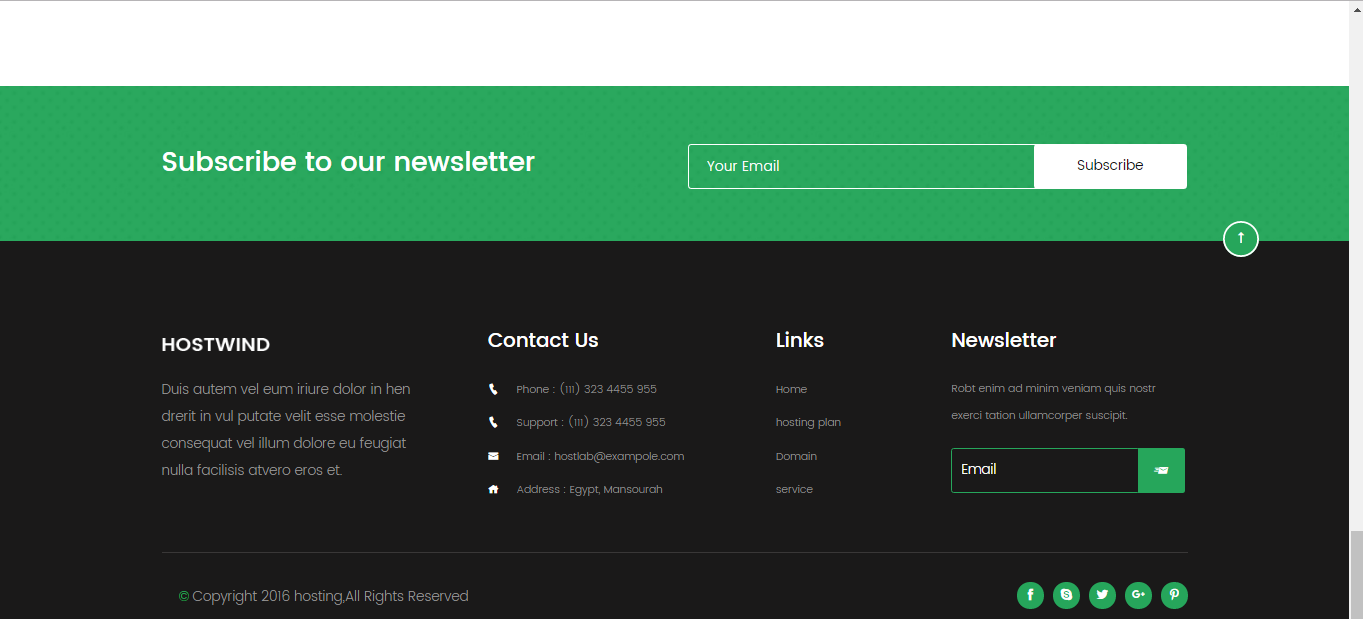 Subscribe to our newsletter
Your Email
Subscribe
HOSTWIND
Duis autem vel eum iriure dolor in hen
drerit in vul putate velit esse molestie
consequat vel illum dolore eu feugiat
nulla facilisis atvero eros et.
Contact Us
Phone : (111) 323 4455 955
Support : (111) 323 4455 955
Email : hostlab@exampole.com
Address : Egypt, Mansourah
Links
Home
hosting plan
Domain
service
Newsletter
Robt enim ad minim veniam quis nostr
exerci tation ullamcorper suscipit.
Email
© Copyright 2016 hosting,All Rights Reserved